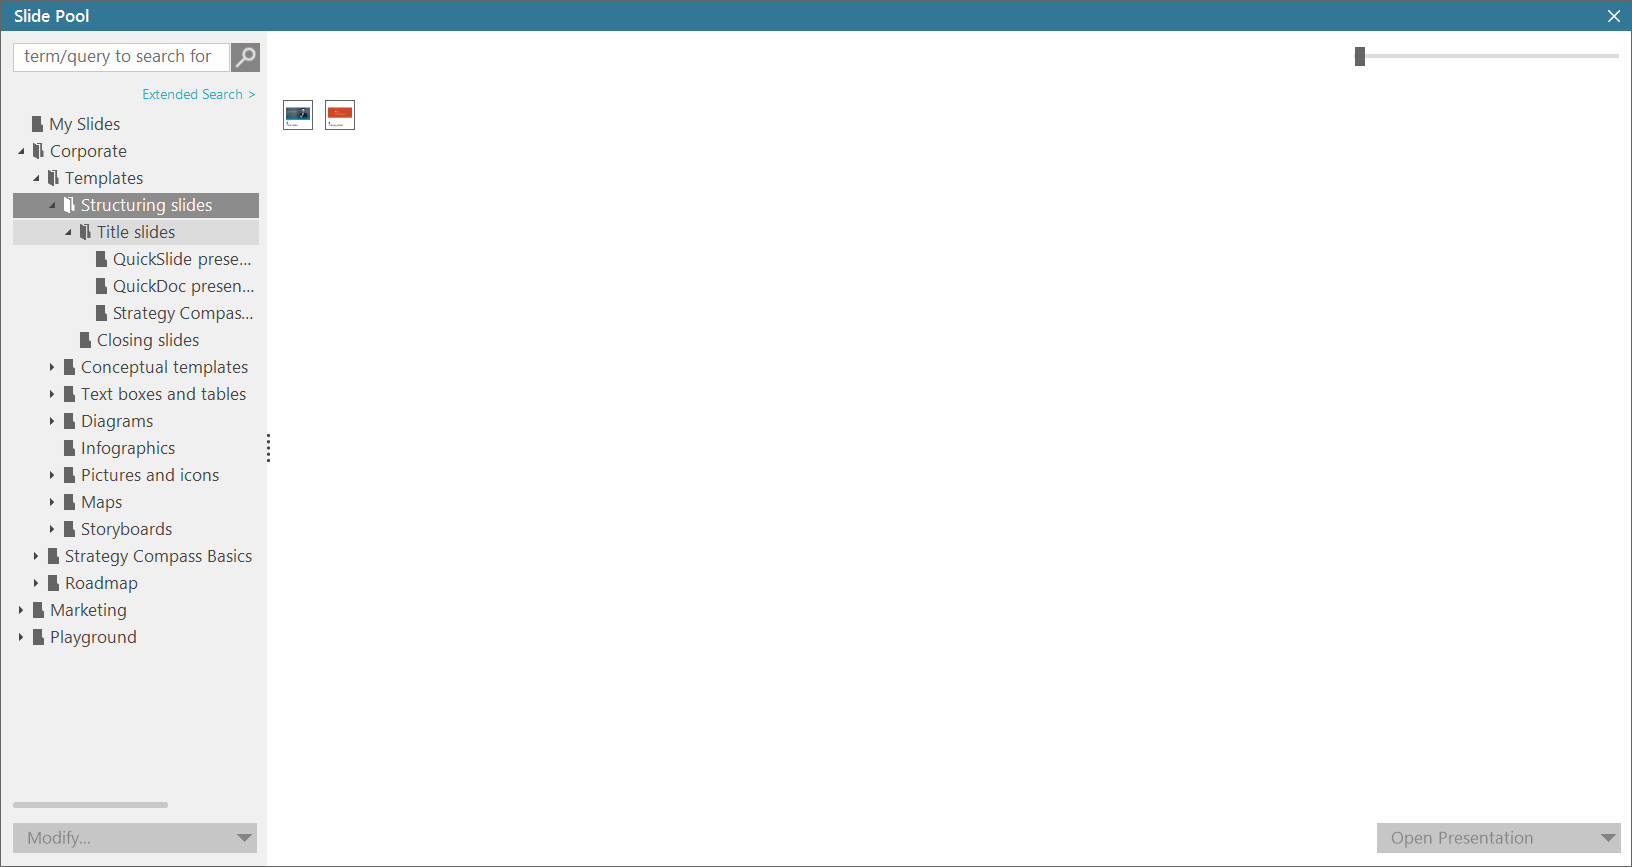 Slide Pool
term/query to search for
Extended Search >
My Slides
Corporate
Templates
Structuring slides
Title slides
QuickSlide prese...
QuickDoc presen...
Strategy Compas...
Closing slides
Conceptual templates
Text boxes and tables
Diagrams
Infographics
Pictures and icons
Maps
Storyboards
Strategy Compass Basics
Roadmap
Marketing
Playground
Modify...
Open Presentation